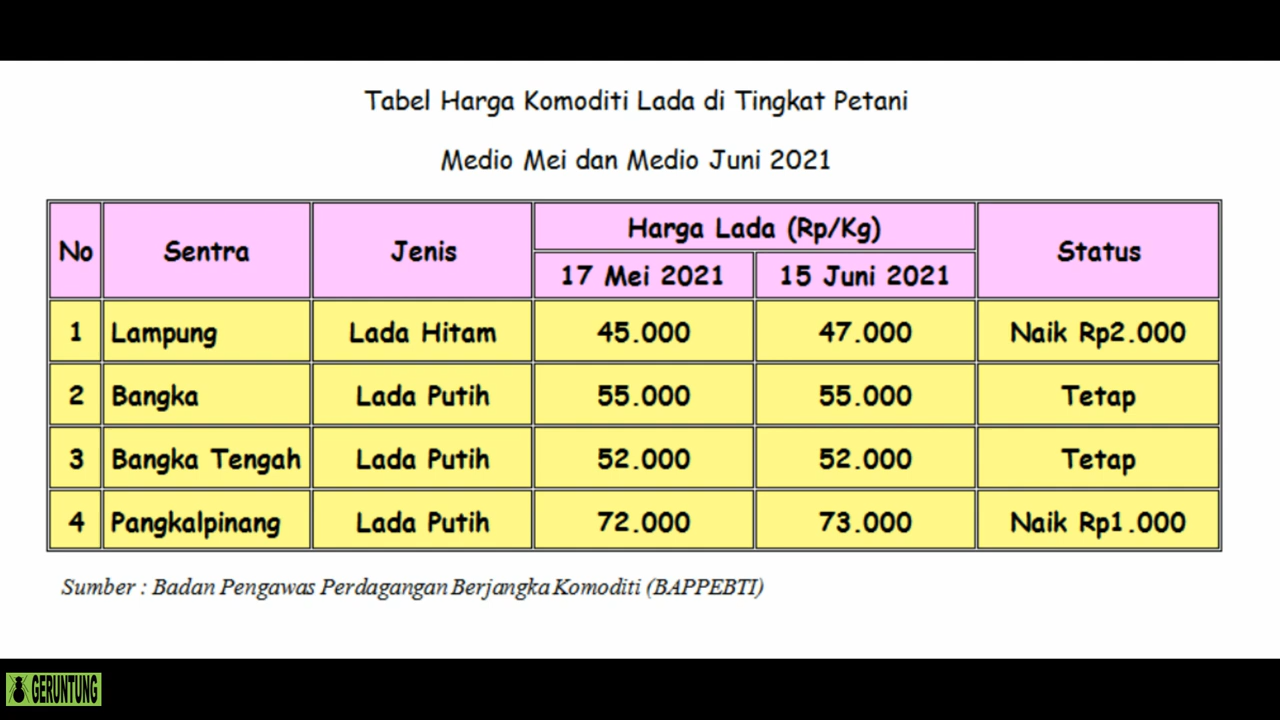 Tabel Harga Komoditi Lada di Tingkat Petani
Medio Mei dan Medio Juni 2021
No Sentra Jenis Harga Lada (Rp/Kg) Status
17 Mei 2021 15 Juni 2021
1 Lampung Lada Hitam 45.000 47.000 Naik Rp2.000
2 Bangka Lada Putih 55.000 55.000 Tetap
3 Bangka Tengah Lada Putih 52.000 52.000 Tetap
4 Pangkalpinang Lada Putih 72.000 73.000 Naik Rp1.000
Sumber : Badan Pengawas Perdagangan Berjangka Komoditi (BAPPEBTI)
GERUNTUNG